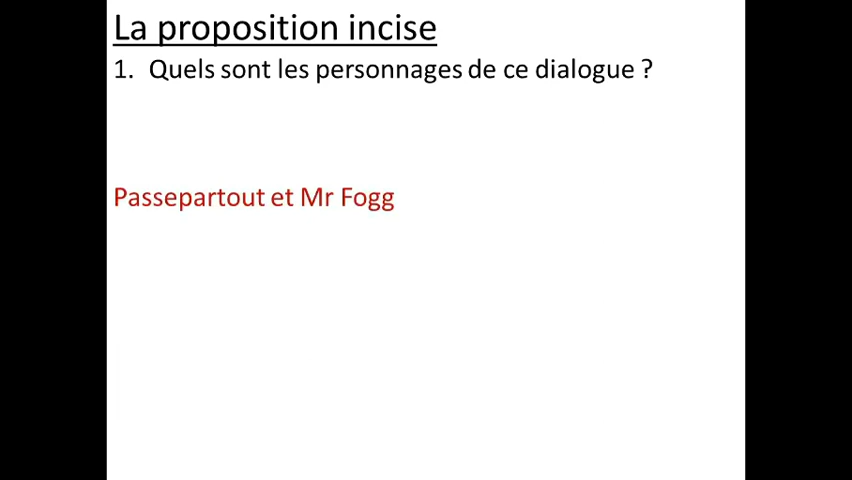 La proposition incise
1. Quels sont les personnages de ce dialogue ?
Passepartout et Mr Fogg